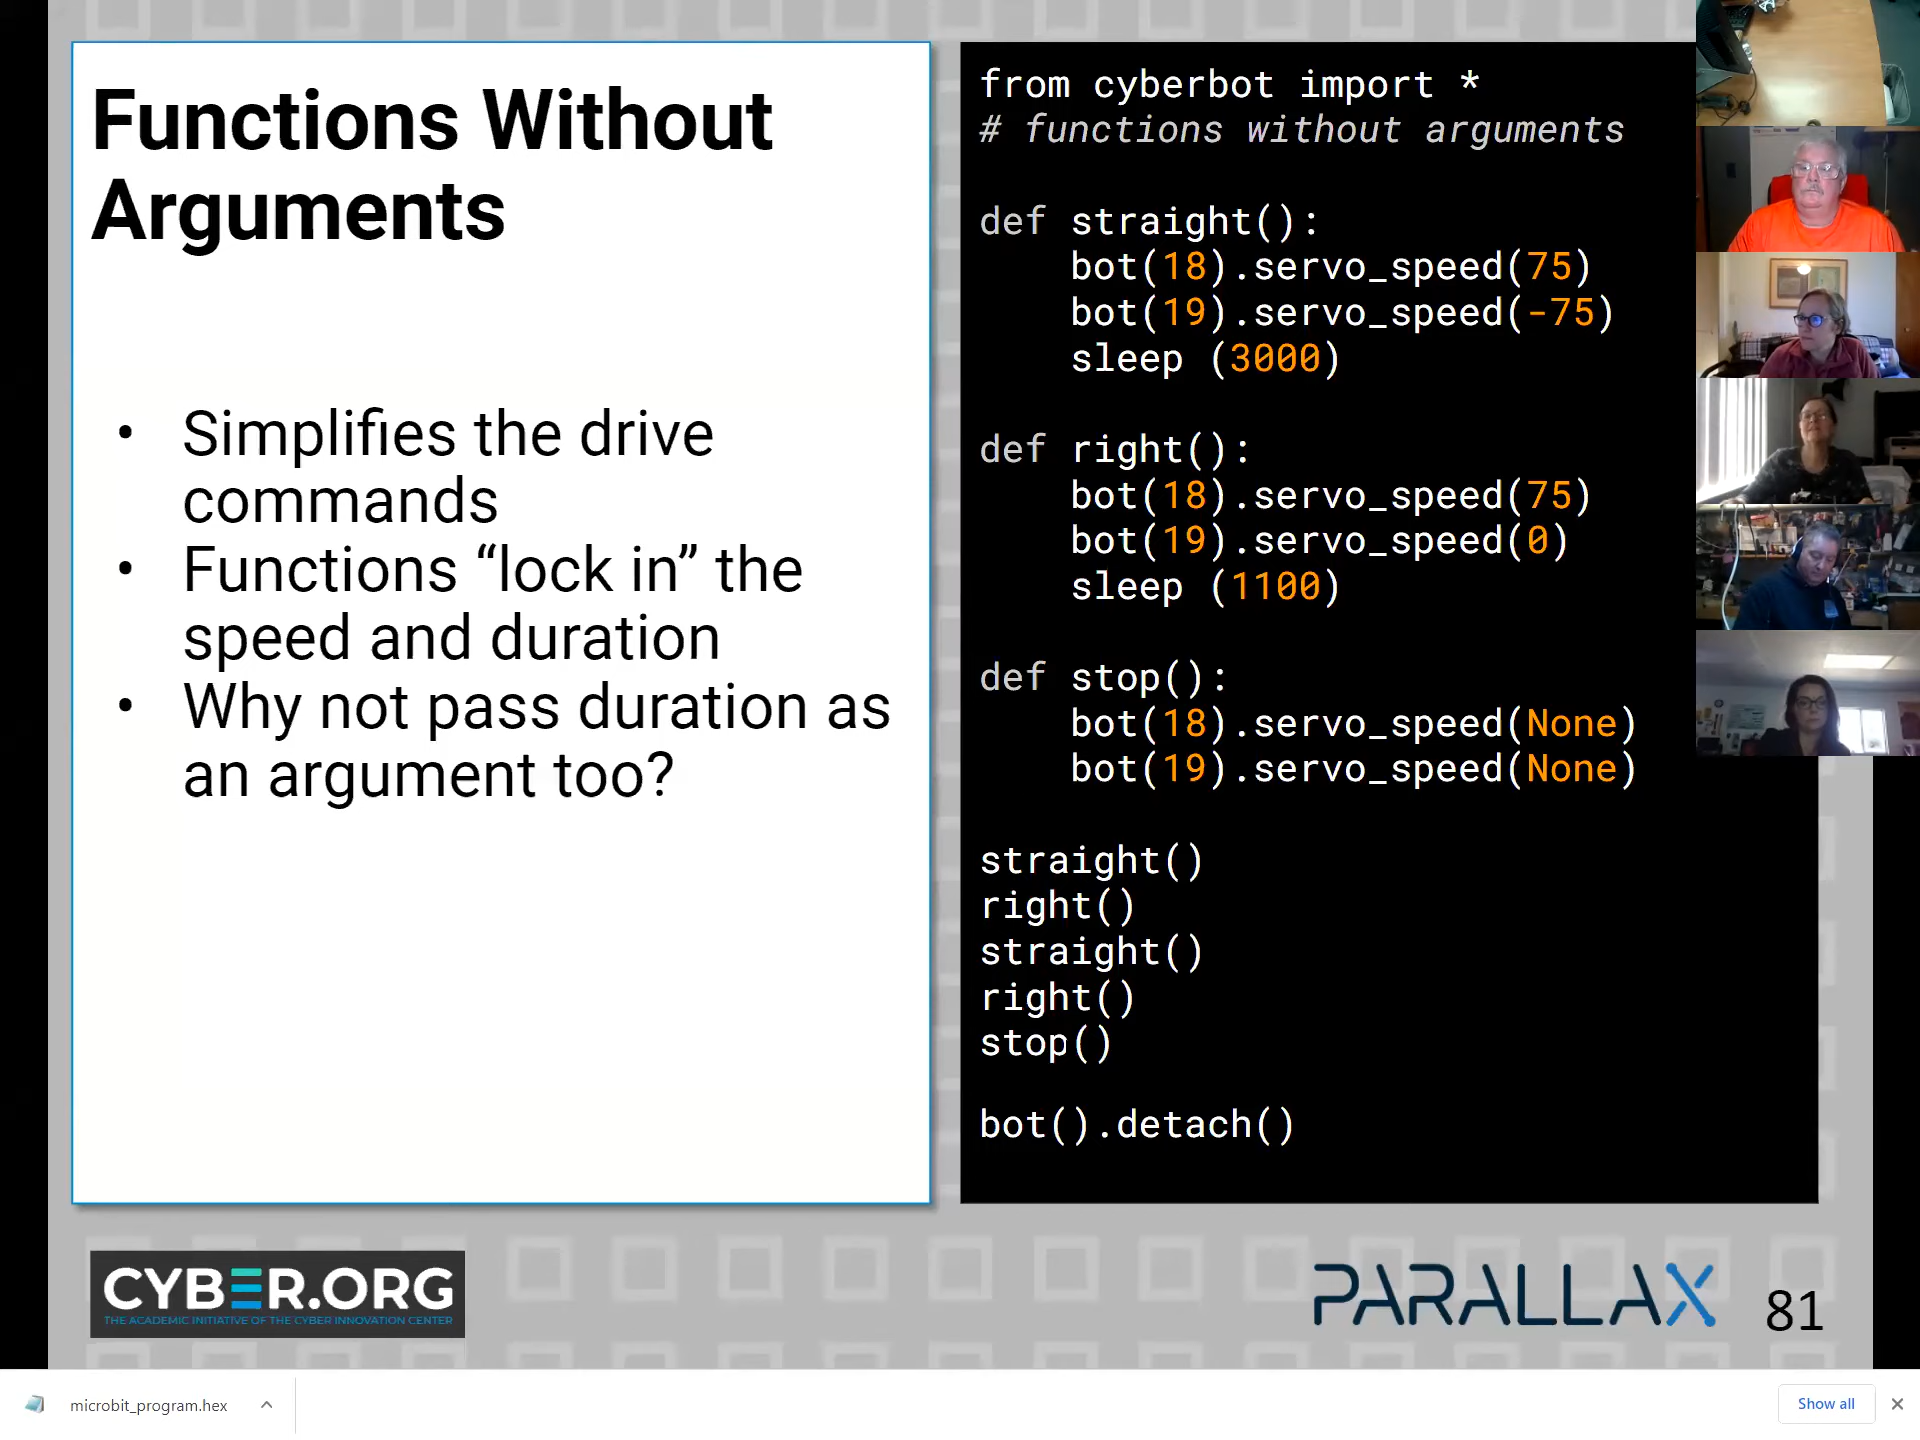 Functions Without
Arguments
• Simplifies the drive
commands
• Functions “lock in” the
speed and duration
• Why not pass duration as
an argument too?
from cyberbot import *
# functions without arguments
def straight():
    bot(18).servo_speed(75)
    bot(19).servo_speed(-75)
    sleep (3000)
def right():
    bot(18).servo_speed(75)
    bot(19).servo_speed(0)
    sleep (1100)
def stop():
    bot(18).servo_speed(None)
    bot(19).servo_speed(None)
straight()
right()
straight()
right()
stop()
bot().detach()
CYBER.ORG
THE ACADEMIC INITIATIVE OF THE CYBER INNOVATION CENTER
PARALLAX
81
microbit_program.hex
Show all